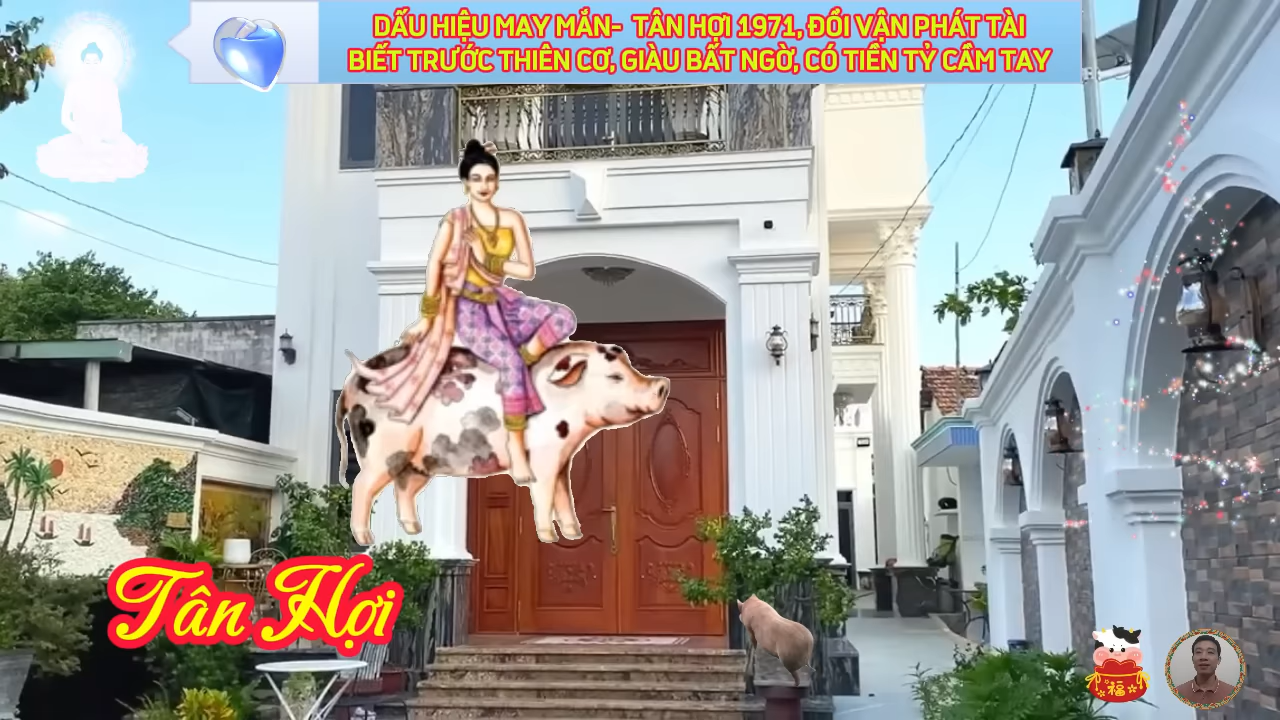 DẤU HIỆU MAY MẮN- TÂN HỢI 1971, ĐỔI VẬN PHÁT TÀI
BIẾT TRƯỚC THIÊN CƠ, GIÀU BẤT NGỜ, CÓ TIỀN TỶ CẦM TAY
Tân Hợi
福